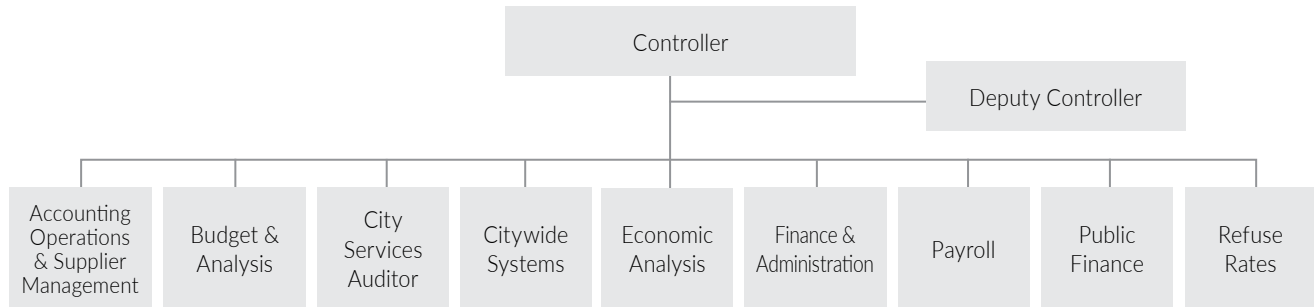 Controller
Deputy Controller
Accounting
Operations
& Supplier
Management
Budget &
Analysis
City
Services
Auditor
Citywide
Systems
Economic
Analysis
Finance &
Administration
Payroll
Public
Finance
Refuse
Rates